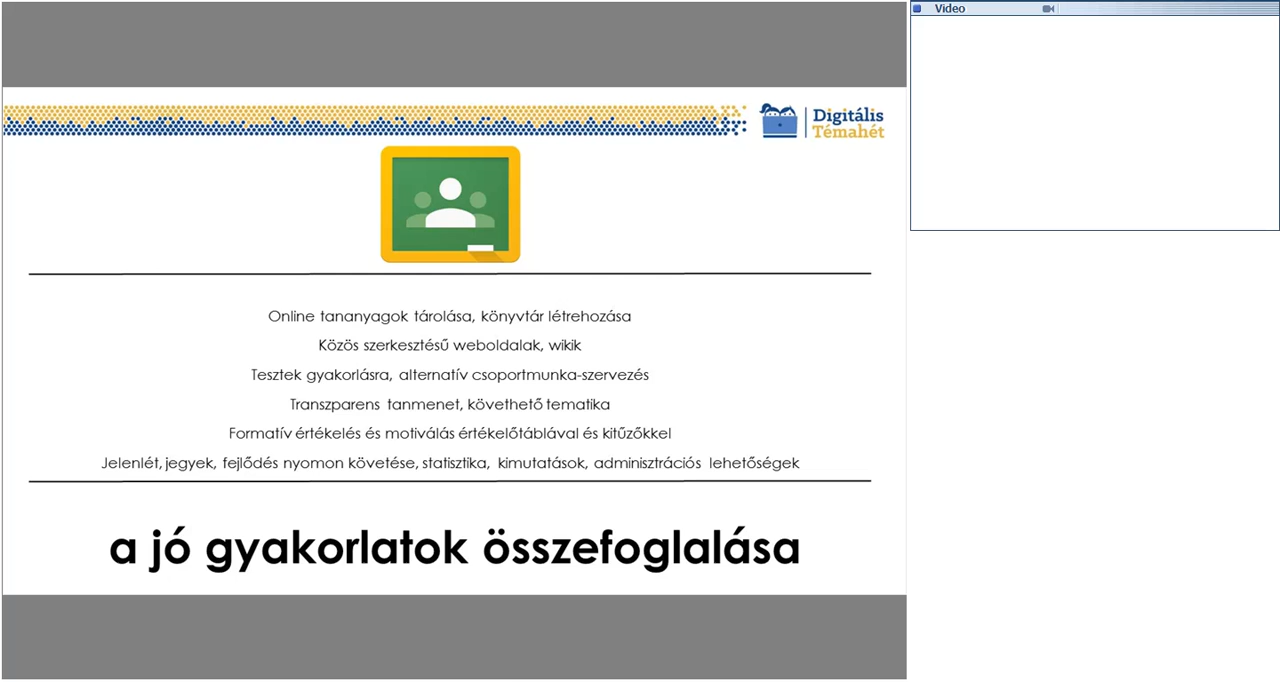 Video
Digitális
Témahét
Online tananyagok tárolása, könyvtár létrehozása
Közös szerkesztésű weboldalak, wikik
Tesztek gyakorlásra, alternatív csoportmunka-szervezés
Transzparens tanmenet, követhető tematika
Formatív értékelés és motiválás értékelőtáblával és kitűzőkkel
Jelenlét, jegyek, fejlődés nyomon követése, statisztika, kimutatások, adminisztrációs lehetőségek
a jó gyakorlatok összefoglalása